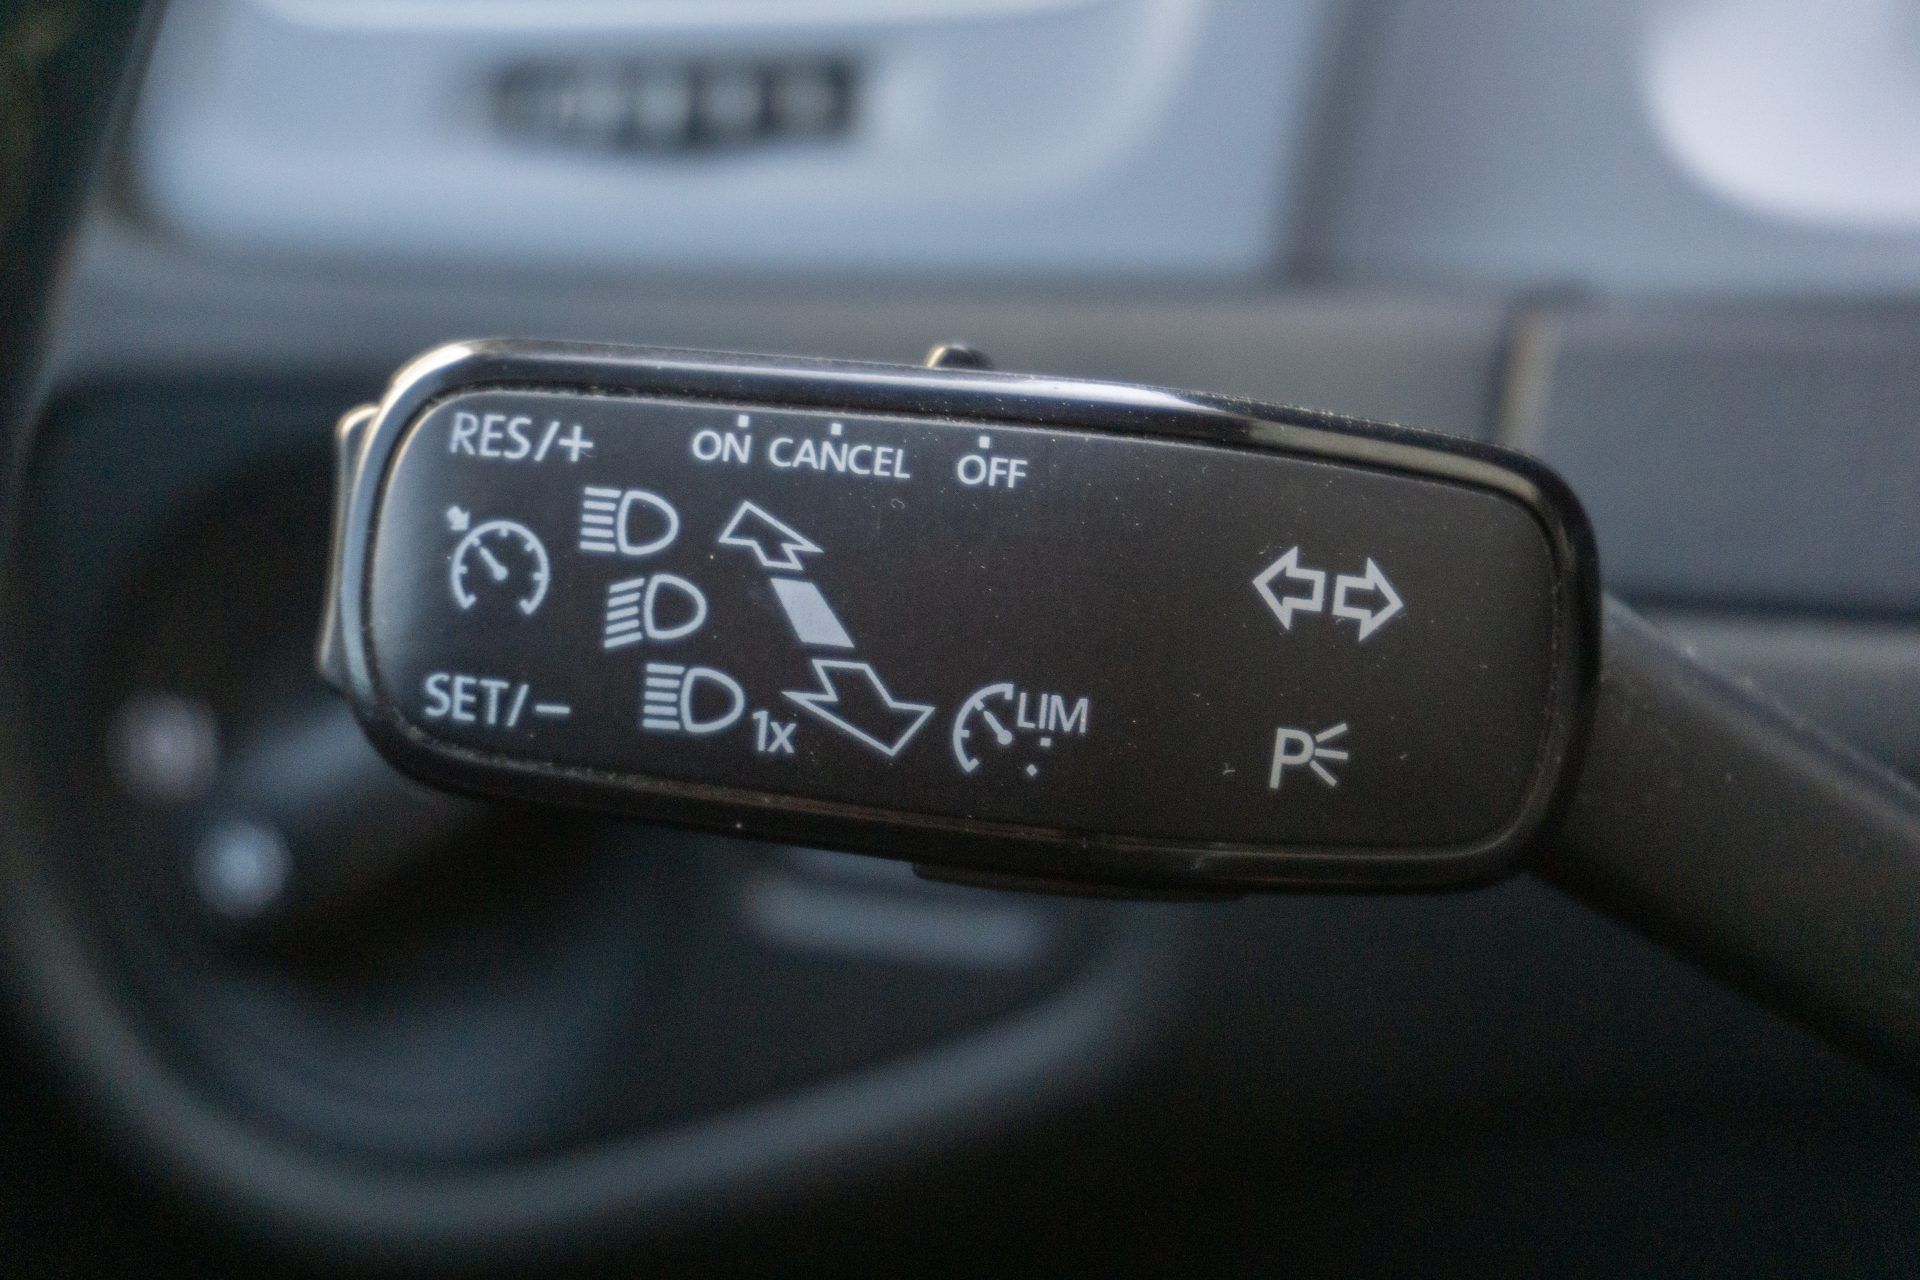 RES/+
ON CANCEL OFF
SET/-
1x
LIM
P